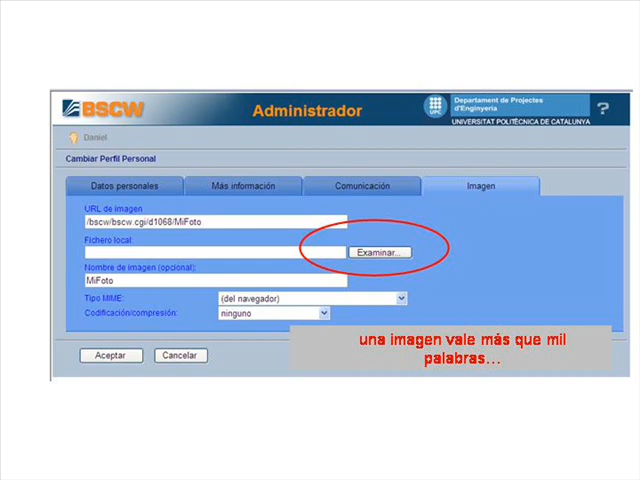 BSCW
Administrador
UPC
Departament de Projectes
d'Enginyeria
UNIVERSITAT POLITÈCNICA DE CATALUNYA
?
Daniel
Cambiar Perfil Personal
Datos personales
Más información
Comunicación
Imagen
URL de imagen
/bscw/bscw.cgi/d1068/MiFoto
Fichero local:
Examinar...
Nombre de imagen (opcional):
MiFoto
Tipo MIME: (del navegador)
Codificación/compresión: ninguno
una imagen vale más que mil
palabras...
Aceptar Cancelar